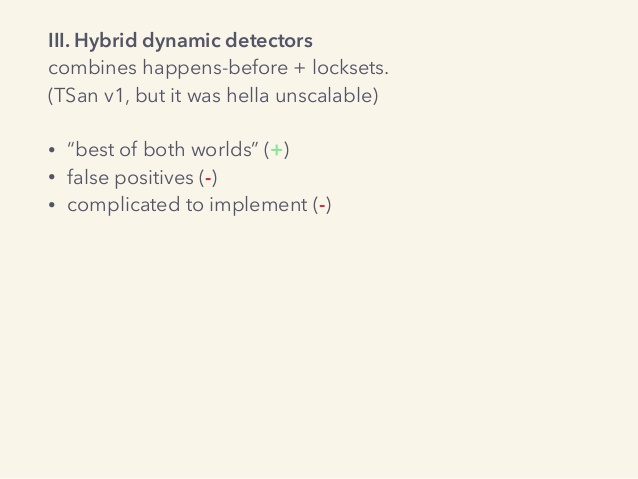 III. Hybrid dynamic detectors
combines happens-before + locksets.
(TSan v1, but it was hella unscalable)
• “best of both worlds” (+)
• false positives (-)
• complicated to implement (-)